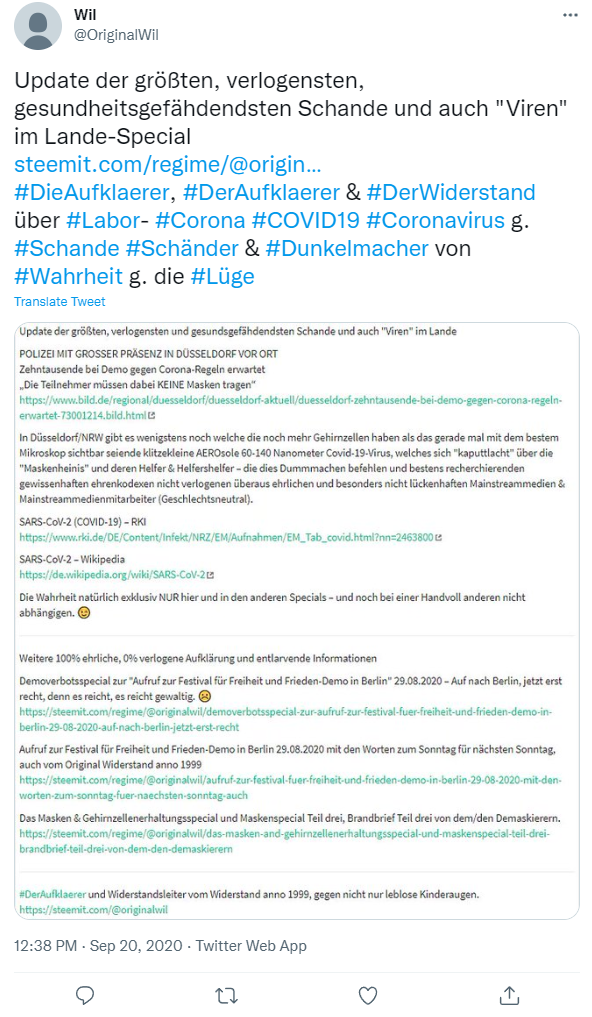 Wil
@OriginalWil
Update der größten, verlogensten,
gesundheitsgefähdendsten Schande und auch "Viren"
im Lande-Special
steemit.com/regime/@origin...
#DieAufklaerer, #DerAufklaerer & #DerWiderstand
über #Labor- #Corona #COVID19 #Coronavirus g.
#Schande #Schänder & #Dunkelmacher von
#Wahrheit g. die #Lüge
Translate Tweet
Update der größten, verlogensten und gesundsgefähdendsten Schande und auch "Viren" im Lande
POLIZEI MIT GROSSER PRÄSENZ IN DÜSSELDORF VOR ORT
Zehntausende bei Demo gegen Corona-Regeln erwartet
„Die Teilnehmer müssen dabei KEINE Masken tragen“
https://www.bild.de/regional/duesseldorf/duesseldorf-aktuell/duesseldorf-zehntausende-bei-demo-gegen-corona-regeln-
erwartet-73001214.bild.html
In Düsseldorf/NRW gibt es wenigstens noch welche die noch mehr Gehirnzellen haben als das gerade mal mit dem bestem
Mikroskop sichtbar seiende klitzekleine AEROsole 60-140 Nanometer Covid-19-Virus, welches sich "kaputtlacht" über die
"Maskenheinis" und deren Helfer & Helfershelfer – die dies Dummmachen befehlen und bestens recherchierenden
gewissenhaften ehrenkodexen nicht verlogenen überaus ehrlichen und besonders nicht lückenhaften Mainstreammedien &
Mainstreammedienmitarbeiter (Geschlechtsneutral).
SARS-CoV-2 (COVID-19) – RKI
https://www.rki.de/DE/Content/Infekt/NRZ/EM/Aufnahmen/EM_Tab_covid.html?nn=2463800
SARS-CoV-2 – Wikipedia
https://de.wikipedia.org/wiki/SARS-CoV-2
Die Wahrheit natürlich exklusiv NUR hier und in den anderen Specials – und noch bei einer Handvoll anderen nicht
abhängigen. 😉
Weitere 100% ehrliche, 0% verlogene Aufklärung und entlarvende Informationen
Demoverbotsspecial zur "Aufruf zur Festival für Freiheit und Frieden-Demo in Berlin" 29.08.2020 – Auf nach Berlin, jetzt erst
recht, denn es reicht, es reicht gewaltig. 😠
https://steemit.com/regime/@originalwil/demoverbotsspecial-zur-aufruf-zur-festival-fuer-freiheit-und-frieden-demo-in-
berlin-29-08-2020-auf-nach-berlin-jetzt-erst-recht
Aufruf zur Festival für Freiheit und Frieden-Demo in Berlin 29.08.2020 mit den Worten zum Sonntag für nächsten Sonntag,
auch vom Original Widerstand anno 1999
https://steemit.com/regime/@originalwil/aufruf-zur-festival-fuer-freiheit-und-frieden-demo-in-berlin-29-08-2020-mit-den-
worten-zum-sonntag-fuer-naechsten-sonntag-auch
Das Masken & Gehirnzellenerhaltungsspecial und Maskenspecial Teil drei, Brandbrief Teil drei von dem/den Demaskierern.
https://steemit.com/regime/@originalwil/das-masken-and-gehirnzellenerhaltungsspecial-und-maskenspecial-teil-drei-
brandbrief-teil-drei-von-dem-den-demaskierern
#DerAufklaerer und Widerstandsleiter vom Widerstand anno 1999, gegen nicht nur leblose Kinderaugen.
https://steemit.com/@originalwil
12:38 PM · Sep 20, 2020 · Twitter Web App